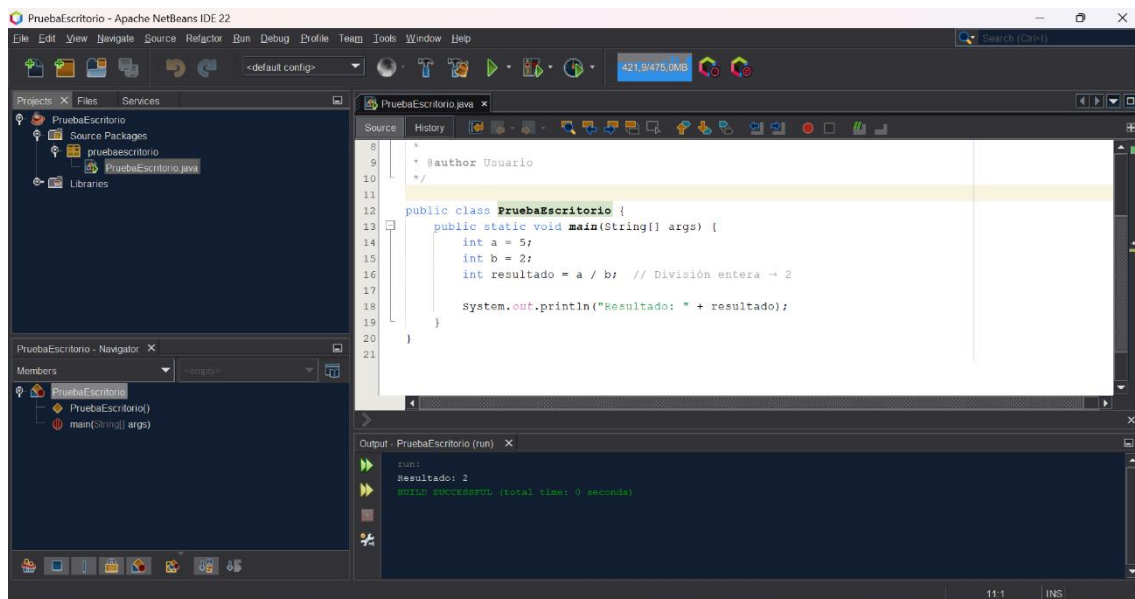 PruebaEscritorio - Apache NetBeans IDE 22
File Edit View Navigate Source Refactor Run Debug Profile Team Tools Window Help
Search (Ctrl+I)
<default config>
421,9/475,0MB
Projects X Files Services
PruebaEscritorio
Source Packages
pruebaescritorio
PruebaEscritorio.java
Libraries
PruebaEscritorio - Navigator X
Members
<empty>
PruebaEscritorio
PruebaEscritorio()
main(String[] args)
PruebaEscritorio.java x
Source History
8 *
9 * @author Usuario
10 */
11
12 public class PruebaEscritorio {
13 public static void main(String[] args) {
14 int a = 5;
15 int b = 2;
16 int resultado = a / b; // División entera → 2
17
18 System.out.println("Resultado: " + resultado);
19 }
20 }
21
Output - PruebaEscritorio (run) X
run:
Resultado: 2
BUILD SUCCESSFUL (total time: 0 seconds)
11:1 INS